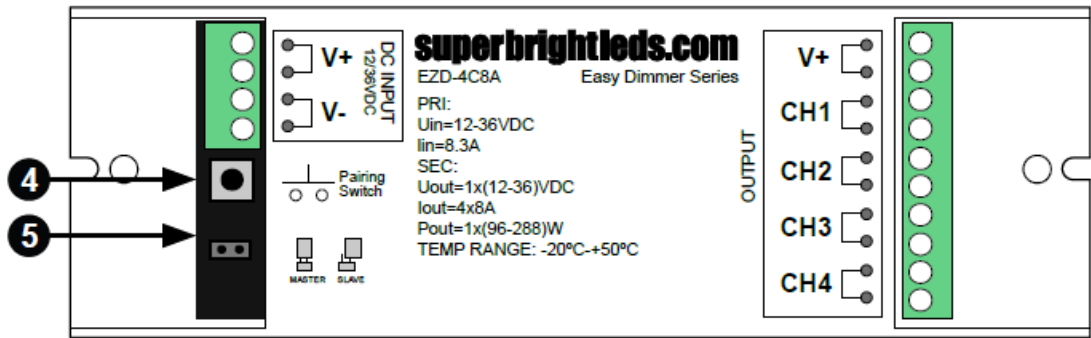 4
5
V+
V-
DC INPUT
12/36VDC
Pairing
Switch
MASTER SLAVE
superbrightleds.com
EZD-4C8A Easy Dimmer Series
PRI:
Uin=12-36VDC
Iin=8.3A
SEC:
Uout=1x(12-36)VDC
Iout=4x8A
Pout=1x(96-288)W
TEMP RANGE: -20ºC-+50ºC
OUTPUT
V+
CH1
CH2
CH3
CH4